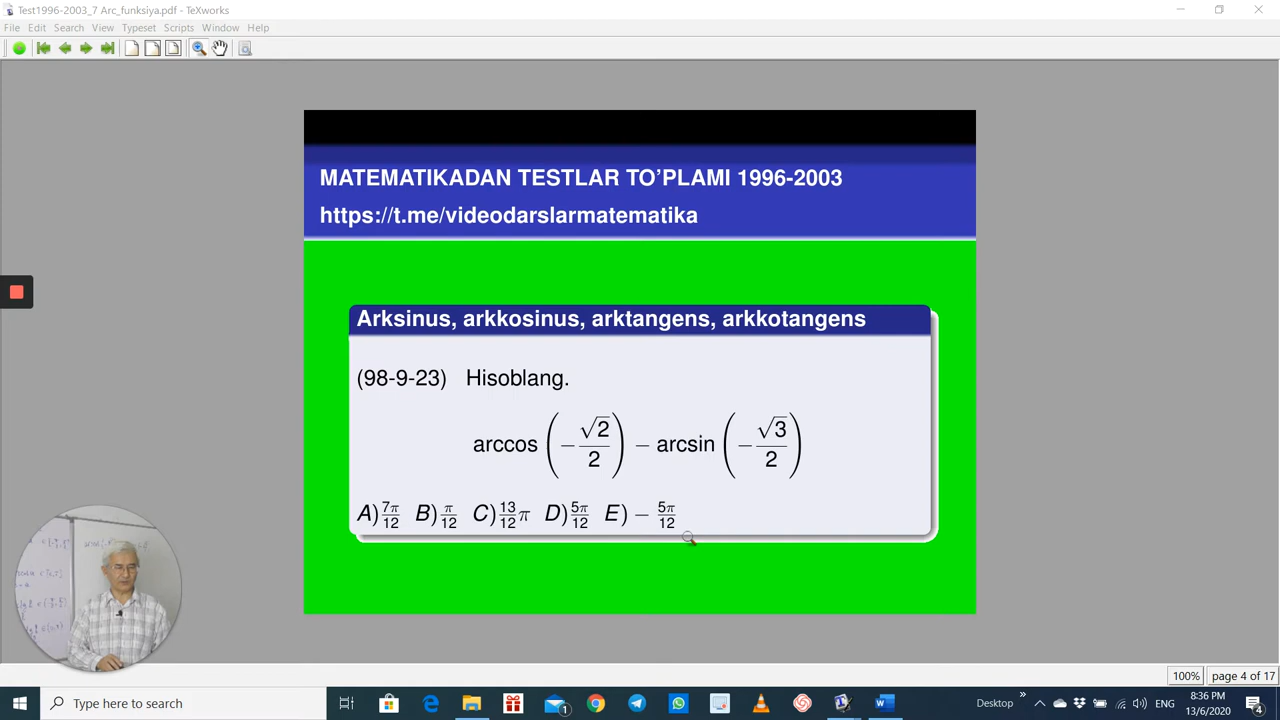 Test1996-2003_7 Arc_funksiya.pdf - TeXworks
File Edit Search View Typeset Scripts Window Help
MATEMATIKADAN TESTLAR TO’PLAMI 1996-2003
https://t.me/videodarslarmatematika
Arksinus, arkkosinus, arktangens, arkkotangens
(98-9-23) Hisoblang.
arccos (−√2/2) − arcsin (−√3/2)
A) 7π/12 B) π/12 C) 13/12 π D) 5π/12 E) − 5π/12
100% page 4 of 17
Type here to search
1
Desktop
»
ENG
8:36 PM
13/6/2020
4